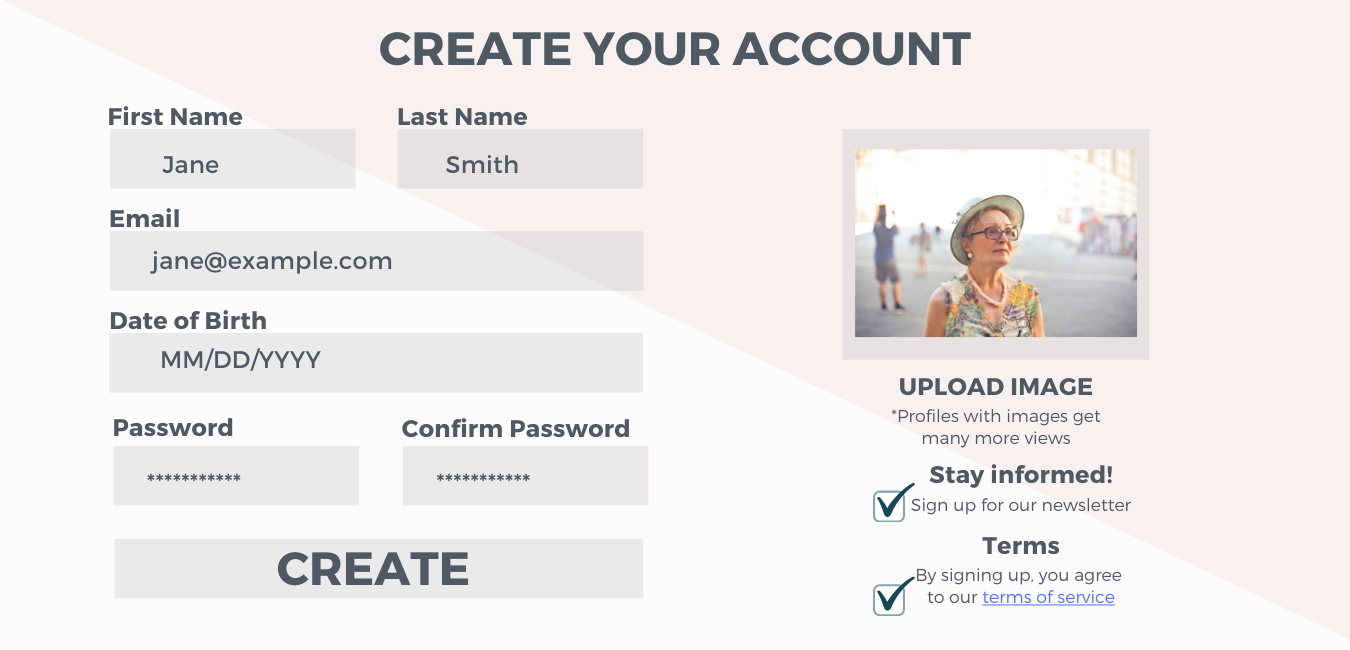 CREATE YOUR ACCOUNT
First Name
Last Name
Jane
Smith
Email
jane@example.com
Date of Birth
MM/DD/YYYY
Password
Confirm Password
***********
***********
CREATE
UPLOAD IMAGE
*Profiles with images get
many more views
Stay informed!
Sign up for our newsletter
Terms
By signing up, you agree
to our terms of service